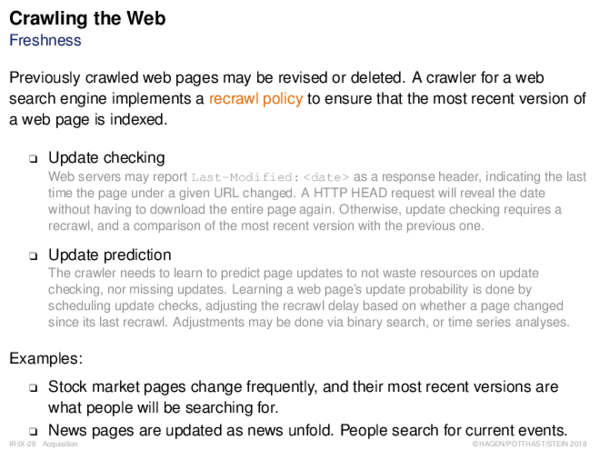 Crawling the Web
Freshness
Previously crawled web pages may be revised or deleted. A crawler for a web
search engine implements a recrawl policy to ensure that the most recent version of
a web page is indexed.
❑ Update checking
Web servers may report Last-Modified: <date> as a response header, indicating the last
time the page under a given URL changed. A HTTP HEAD request will reveal the date
without having to download the entire page again. Otherwise, update checking requires a
recrawl, and a comparison of the most recent version with the previous one.
❑ Update prediction
The crawler needs to learn to predict page updates to not waste resources on update
checking, nor missing updates. Learning a web page's update probability is done by
scheduling update checks, adjusting the recrawl delay based on whether a page changed
since its last recrawl. Adjustments may be done via binary search, or time series analyses.
Examples:
❑ Stock market pages change frequently, and their most recent versions are
what people will be searching for.
❑ News pages are updated as news unfold. People search for current events.
IR:IX-28 Acquisition ©HAGEN/POTTHAST/STEIN 2018